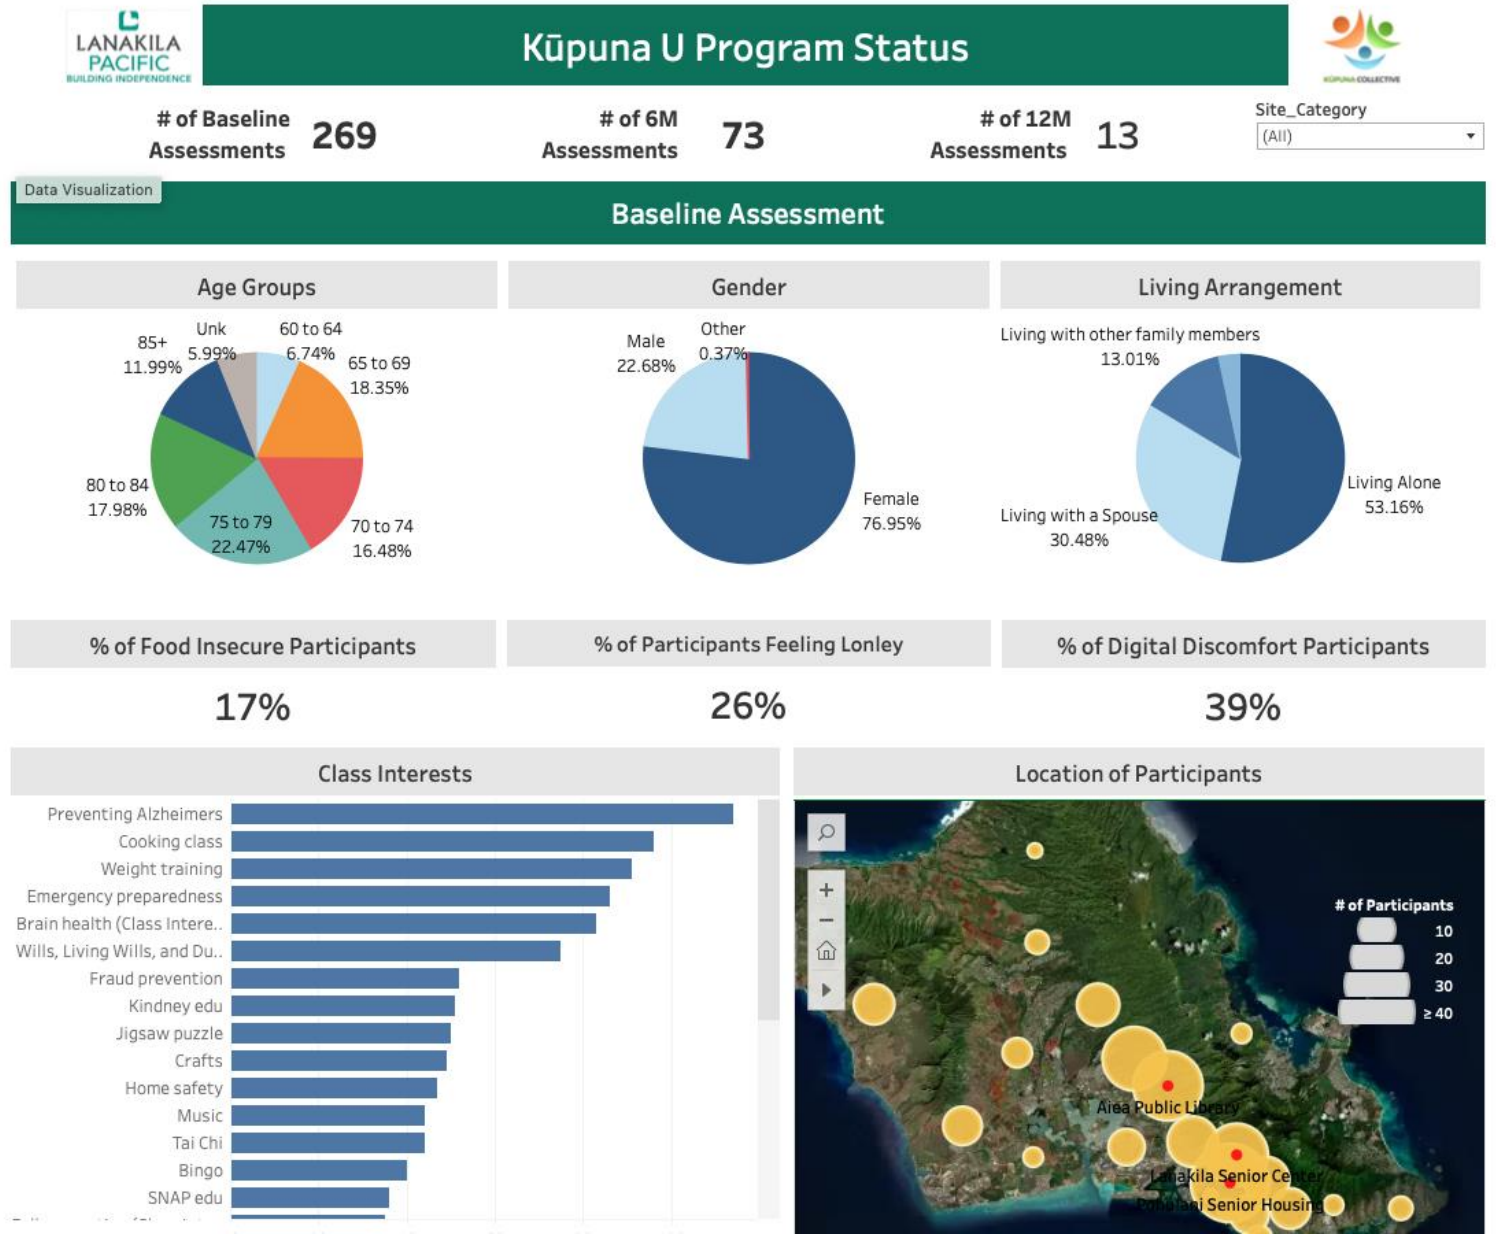 LANAKILA
PACIFIC
BUILDING INDEPENDENCE
Kūpuna U Program Status
KŪPUNA COLLECTIVE
# of Baseline
Assessments
269
# of 6M
Assessments
73
# of 12M
Assessments
13
Site_Category
(All)
Data Visualization
Baseline Assessment
Age Groups
Gender
Living Arrangement
Unk
5.99%
60 to 64
6.74%
85+
11.99%
65 to 69
18.35%
80 to 84
17.98%
75 to 79
22.47%
70 to 74
16.48%
Male
22.68%
Other
0.37%
Female
76.95%
Living with other family members
13.01%
Living Alone
53.16%
Living with a Spouse
30.48%
% of Food Insecure Participants
% of Participants Feeling Lonley
% of Digital Discomfort Participants
17%
26%
39%
Class Interests
Preventing Alzheimers
Cooking class
Weight training
Emergency preparedness
Brain health (Class Intere..
Wills, Living Wills, and Du..
Fraud prevention
Kindney edu
Jigsaw puzzle
Crafts
Home safety
Music
Tai Chi
Bingo
SNAP edu
Location of Participants
# of Participants
10
20
30
≥ 40
Aiea Public Library
Lanakila Senior Center
Senior Housing